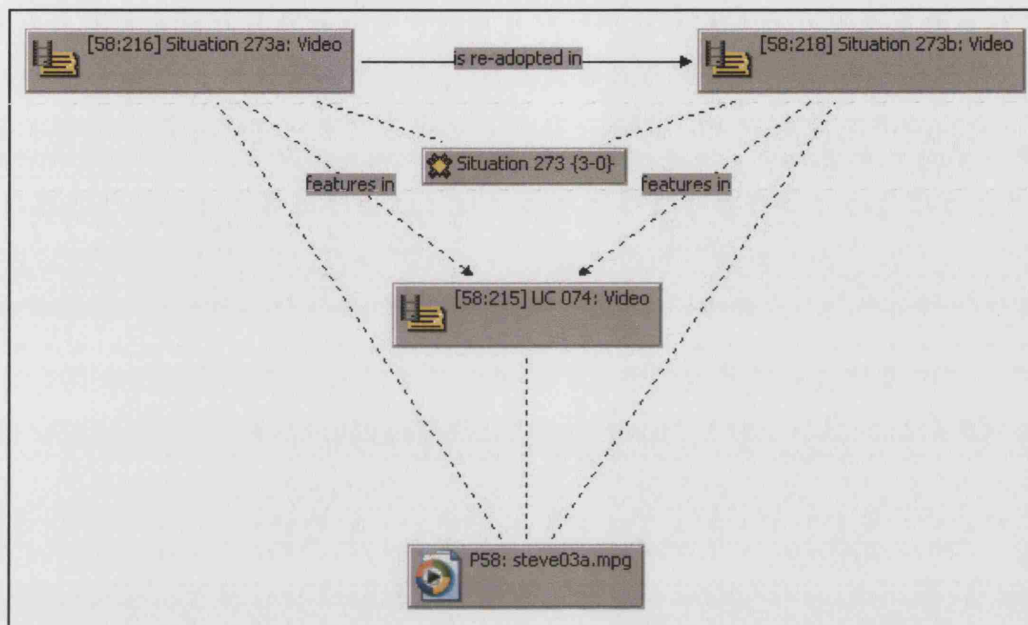 [58:216] Situation 273a: Video
is re-adopted in
[58:218] Situation 273b: Video
Situation 273 {3-0}
features in
features in
[58:215] UC 074: Video
P58: steve03a.mpg